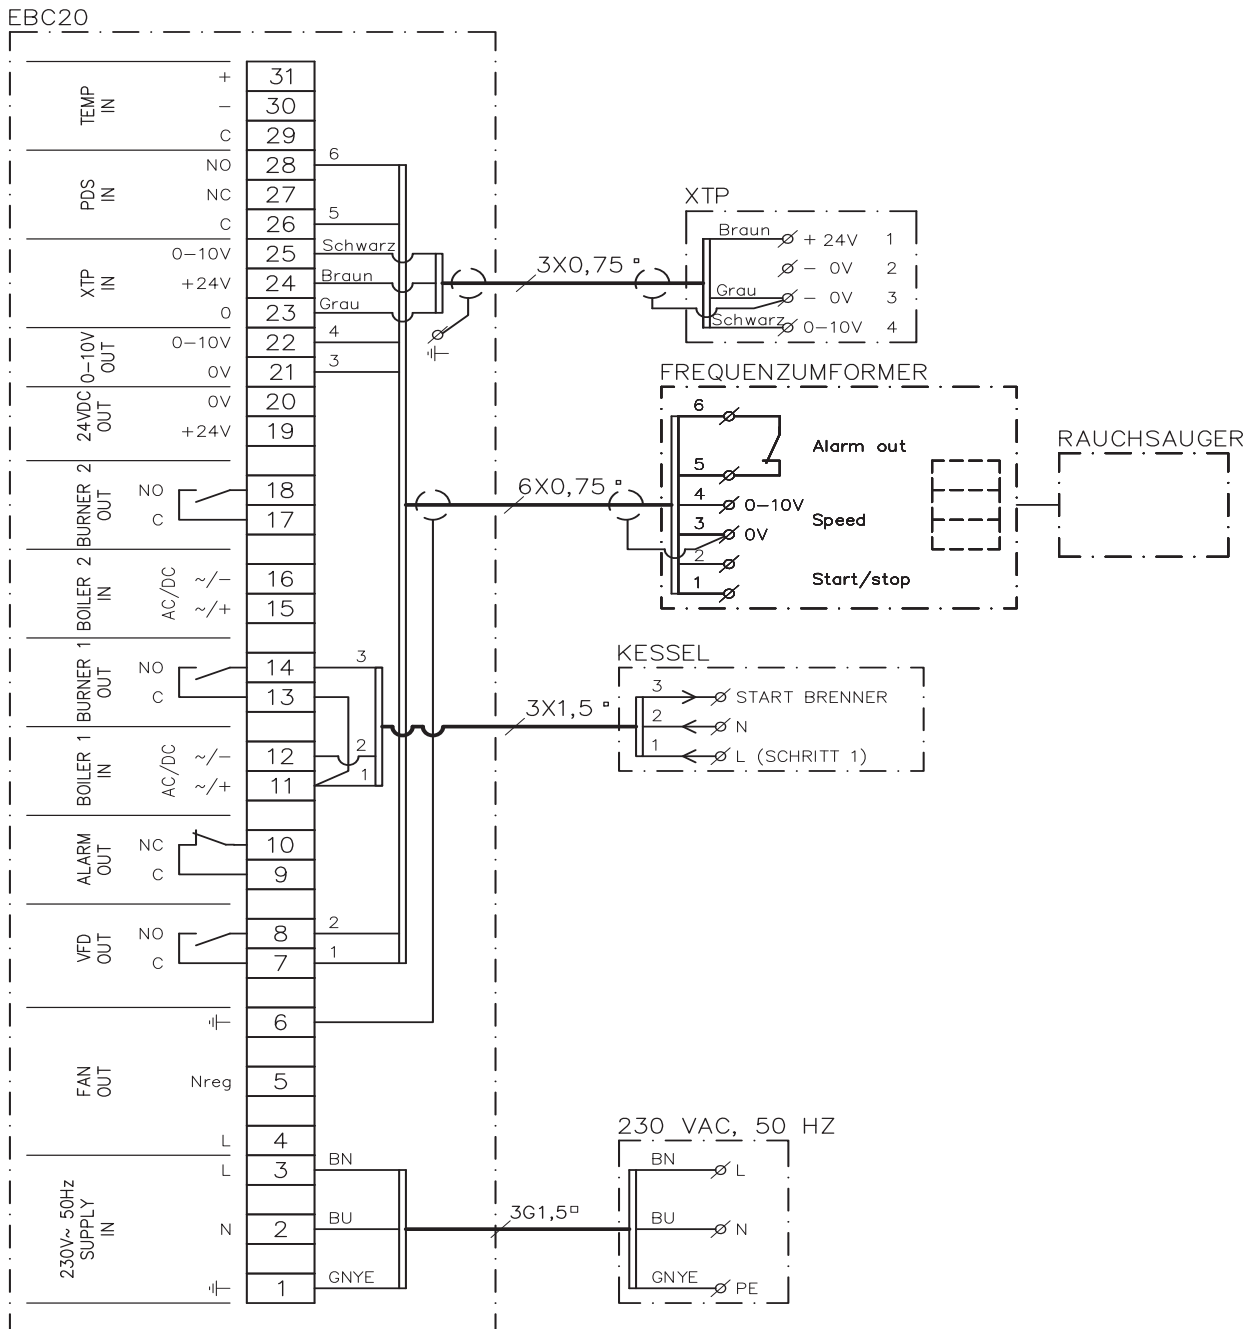 EBC20
TEMP IN
+ 31
- 30
C 29
PDS IN
NO 28 6
NC 27
C 26 5
XTP IN
0-10V 25 Schwarz
+24V 24 Braun
0 23 Grau
0-10V OUT
0-10V 22 4
0V 21 3
24VDC OUT
0V 20
+24V 19
BURNER 2 OUT
NO 18
C 17
BOILER 2 IN
AC/DC
~/- 16
~/+ 15
BURNER 1 OUT
NO 14 3
C 13
BOILER 1 IN
AC/DC
~/- 12 2
~/+ 11 1
ALARM OUT
NC 10
C 9
VFD OUT
NO 8 2
C 7 1
FAN OUT
6
Nreg 5
L 4
230V~ 50Hz SUPPLY IN
L 3 BN
N 2 BU
1 GNYE
3X0,75
XTP
Braun + 24V 1
- 0V 2
Grau - 0V 3
Schwarz 0-10V 4
6X0,75
FREQUENZUMFORMER
6
Alarm out
5
4 0-10V
Speed
3 0V
2
Start/stop
1
RAUCHSAUGER
3X1,5
KESSEL
3 START BRENNER
2 N
1 L (SCHRITT 1)
3G1,5
230 VAC, 50 HZ
BN L
BU N
GNYE PE